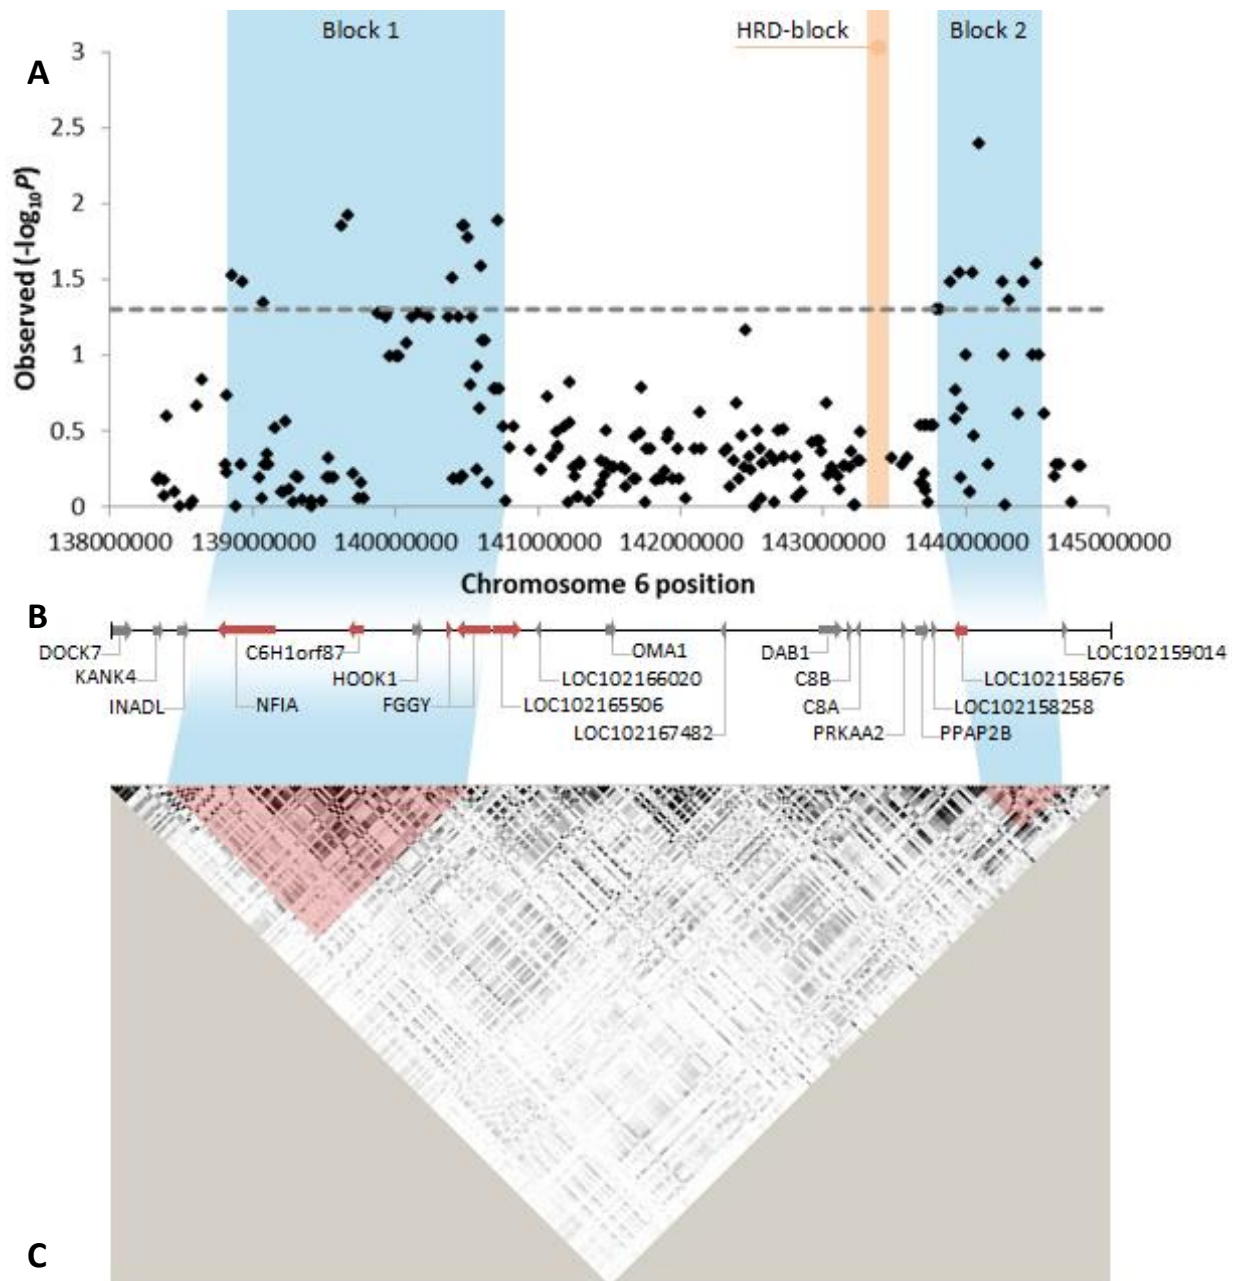 Block 1
HRD-block
Block 2
A
3
2.5
2
1.5
1
0.5
0
Observed (-log10P)
138000000 139000000 140000000 141000000 142000000 143000000 144000000 145000000
Chromosome 6 position
B
DOCK7
C6H1orf87
OMA1
DAB1
LOC102159014
KANK4
HOOK1
LOC102166020
C8B
LOC102158676
INADL
NFIA
FGGY
LOC102165506
C8A
LOC102158258
LOC102167482
PRKAA2
PPAP2B
C